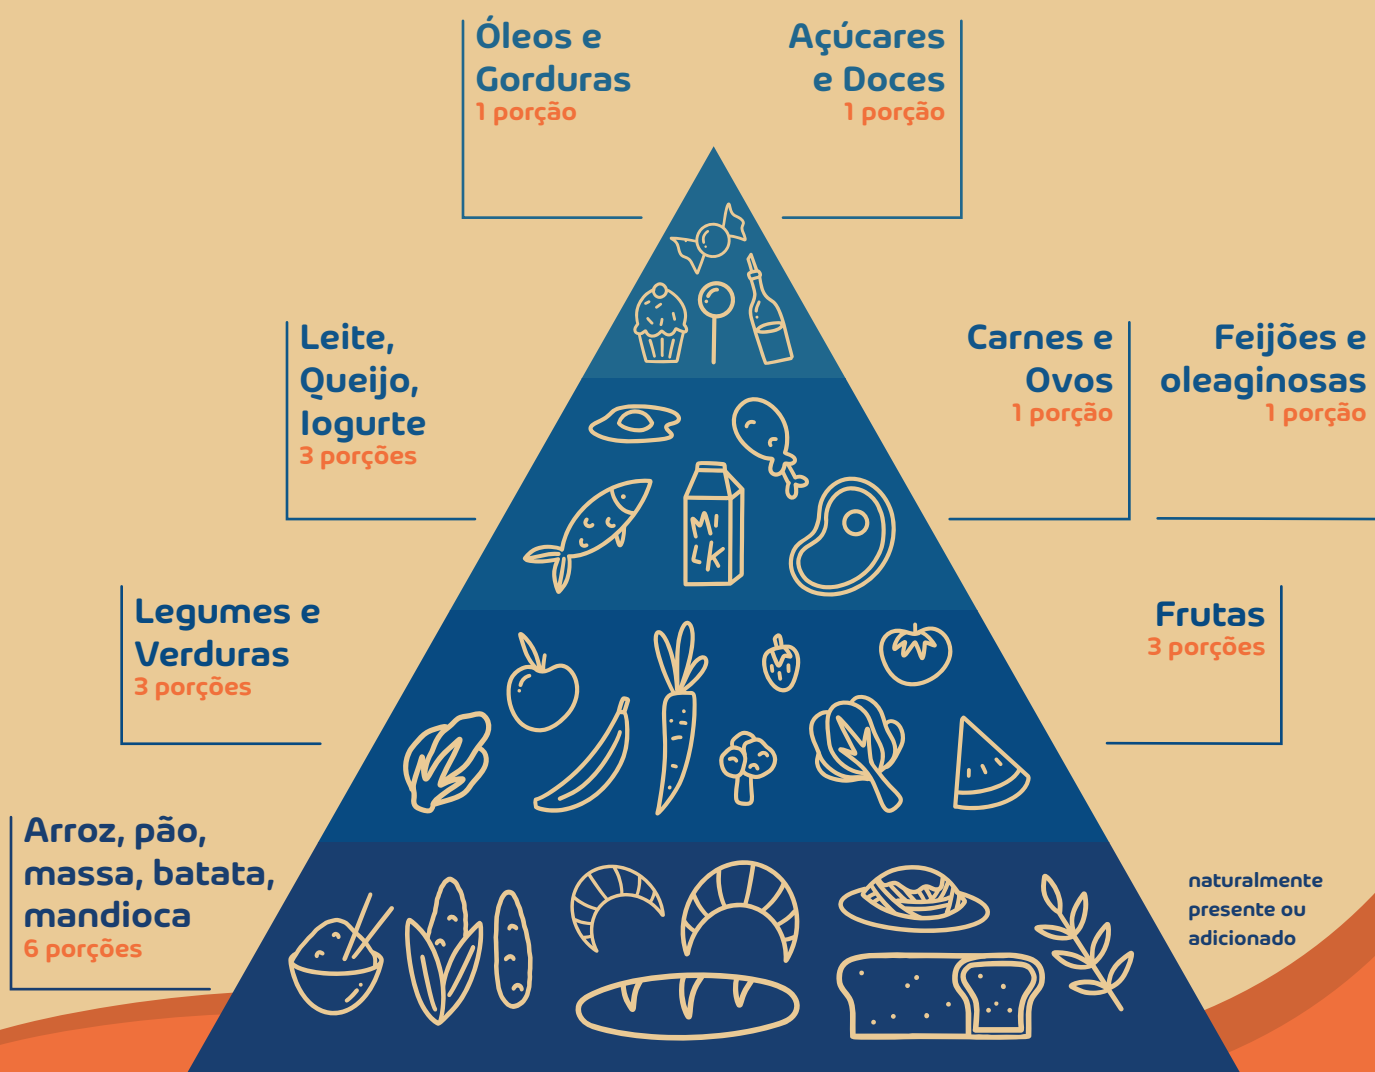 Óleos e
Gorduras
1 porção
Açúcares
e Doces
1 porção
Leite,
Queijo,
Iogurte
3 porções
Carnes e
Ovos
1 porção
Feijões e
oleaginosas
1 porção
MI
LK
Legumes e
Verduras
3 porções
Frutas
3 porções
Arroz, pão,
massa, batata,
mandioca
6 porções
naturalmente
presente ou
adicionado